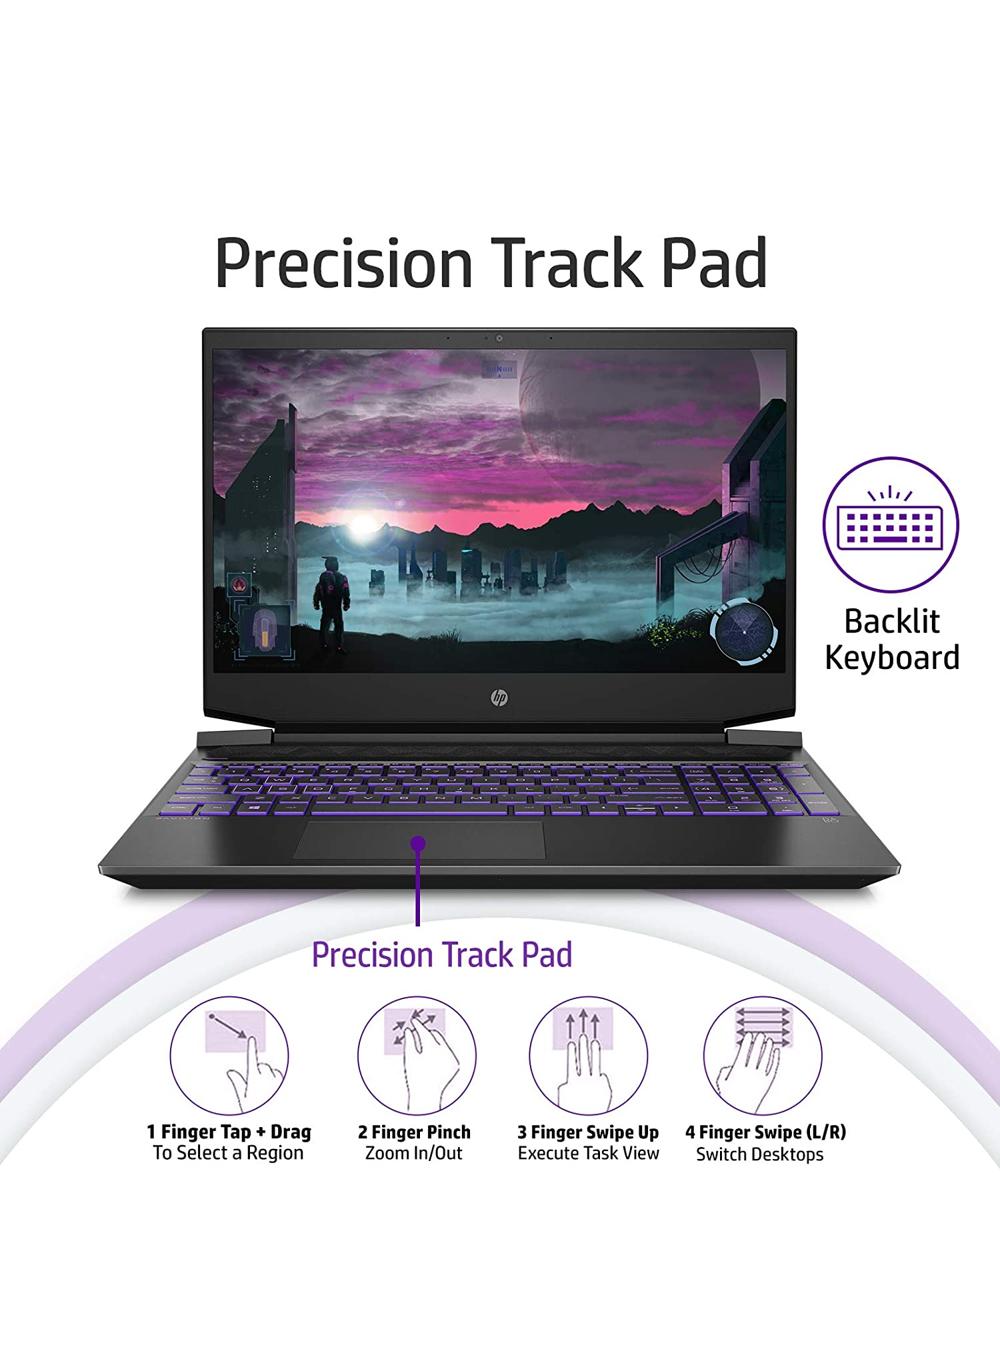 Precision Track Pad
hp
Backlit
Keyboard
Precision Track Pad
1 Finger Tap + Drag
To Select a Region
2 Finger Pinch
Zoom In/Out
3 Finger Swipe Up
Execute Task View
4 Finger Swipe (L/R)
Switch Desktops